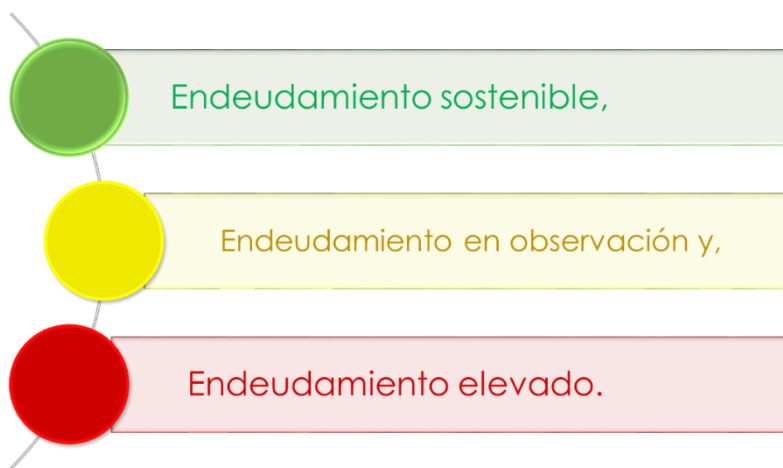 Endeudamiento sostenible,
Endeudamiento en observación y,
Endeudamiento elevado.